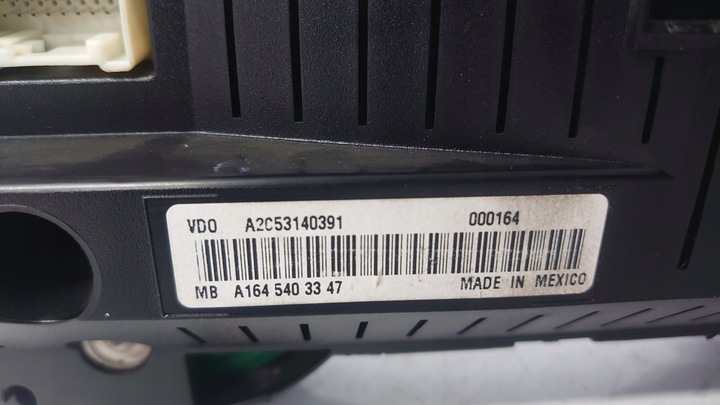 VDO A2C53140391 000164
MB A164 540 33 47 MADE IN MEXICO